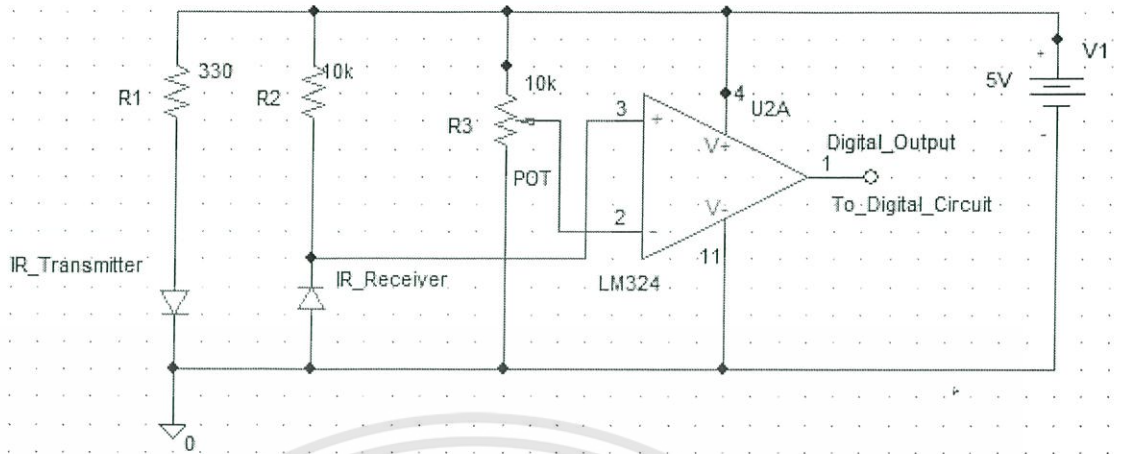 330
R1
10k
R2
10k
R3
POT
3
+
2
-
4
U2A
V+
V-
11
LM324
1
Digital_Output
To_Digital_Circuit
+
V1
5V
-
IR_Transmitter
IR_Receiver
0